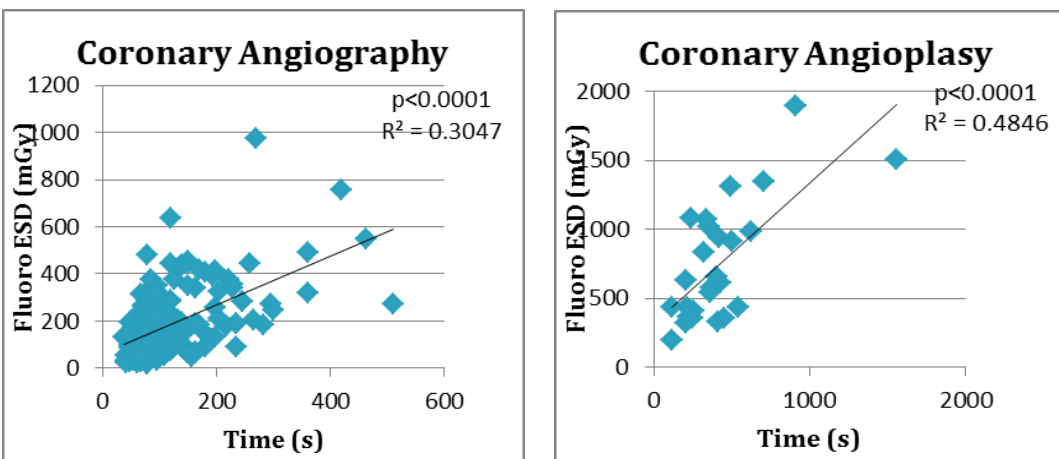 Coronary Angiography
p<0.0001
R² = 0.3047
Fluoro ESD (mGy)
1200
1000
800
600
400
200
0
0 200 400 600
Time (s)
Coronary Angioplasy
p<0.0001
R² = 0.4846
Fluoro ESD (mGy)
2000
1500
1000
500
0
0 1000 2000
Time (s)